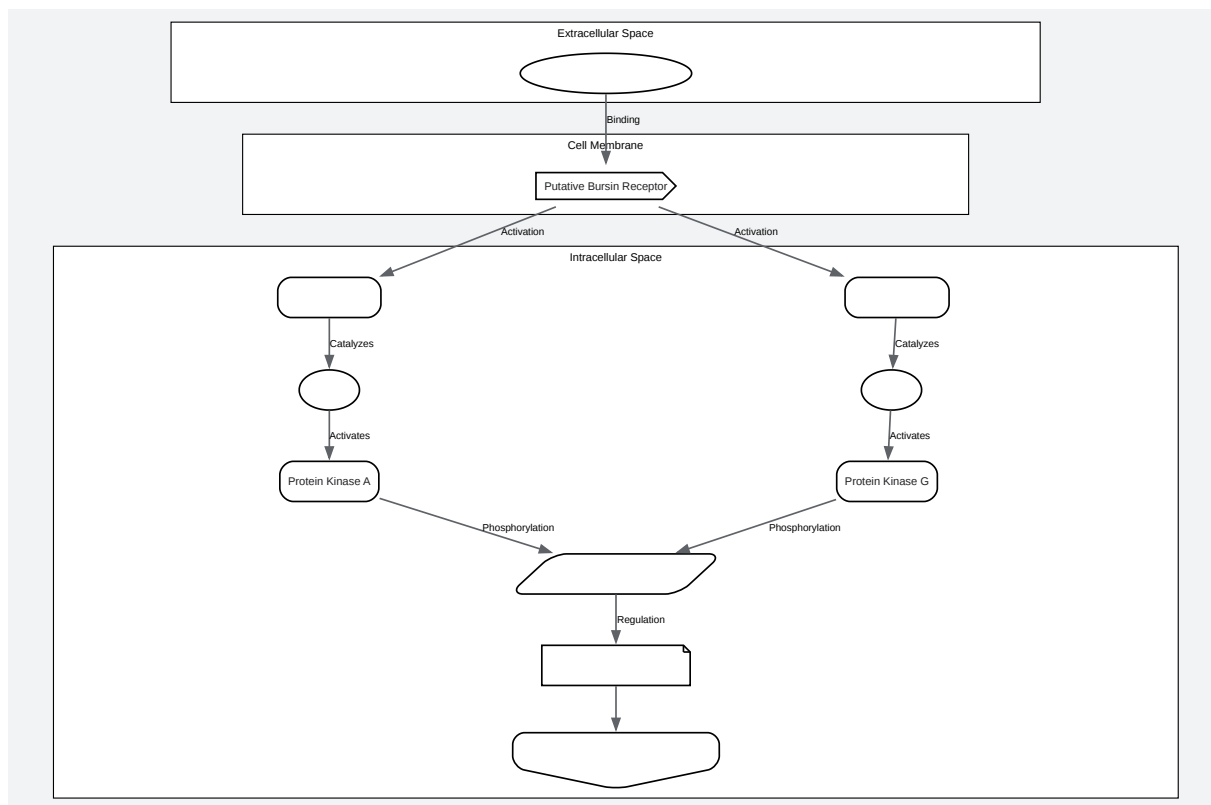 Extracellular Space
Binding
Cell Membrane
Putative Bursin Receptor
Activation
Activation
Intracellular Space
Catalyzes
Catalyzes
Activates
Activates
Protein Kinase A
Protein Kinase G
Phosphorylation
Phosphorylation
Regulation